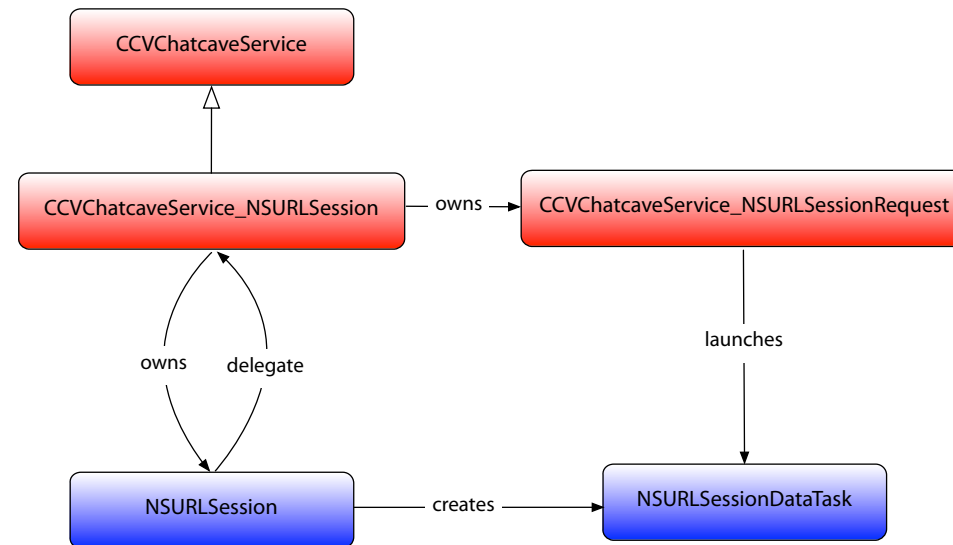 CCVChatcaveService
CCVChatcaveService_NSURLSession
owns
CCVChatcaveService_NSURLSessionRequest
owns
delegate
launches
NSURLSession
creates
NSURLSessionDataTask